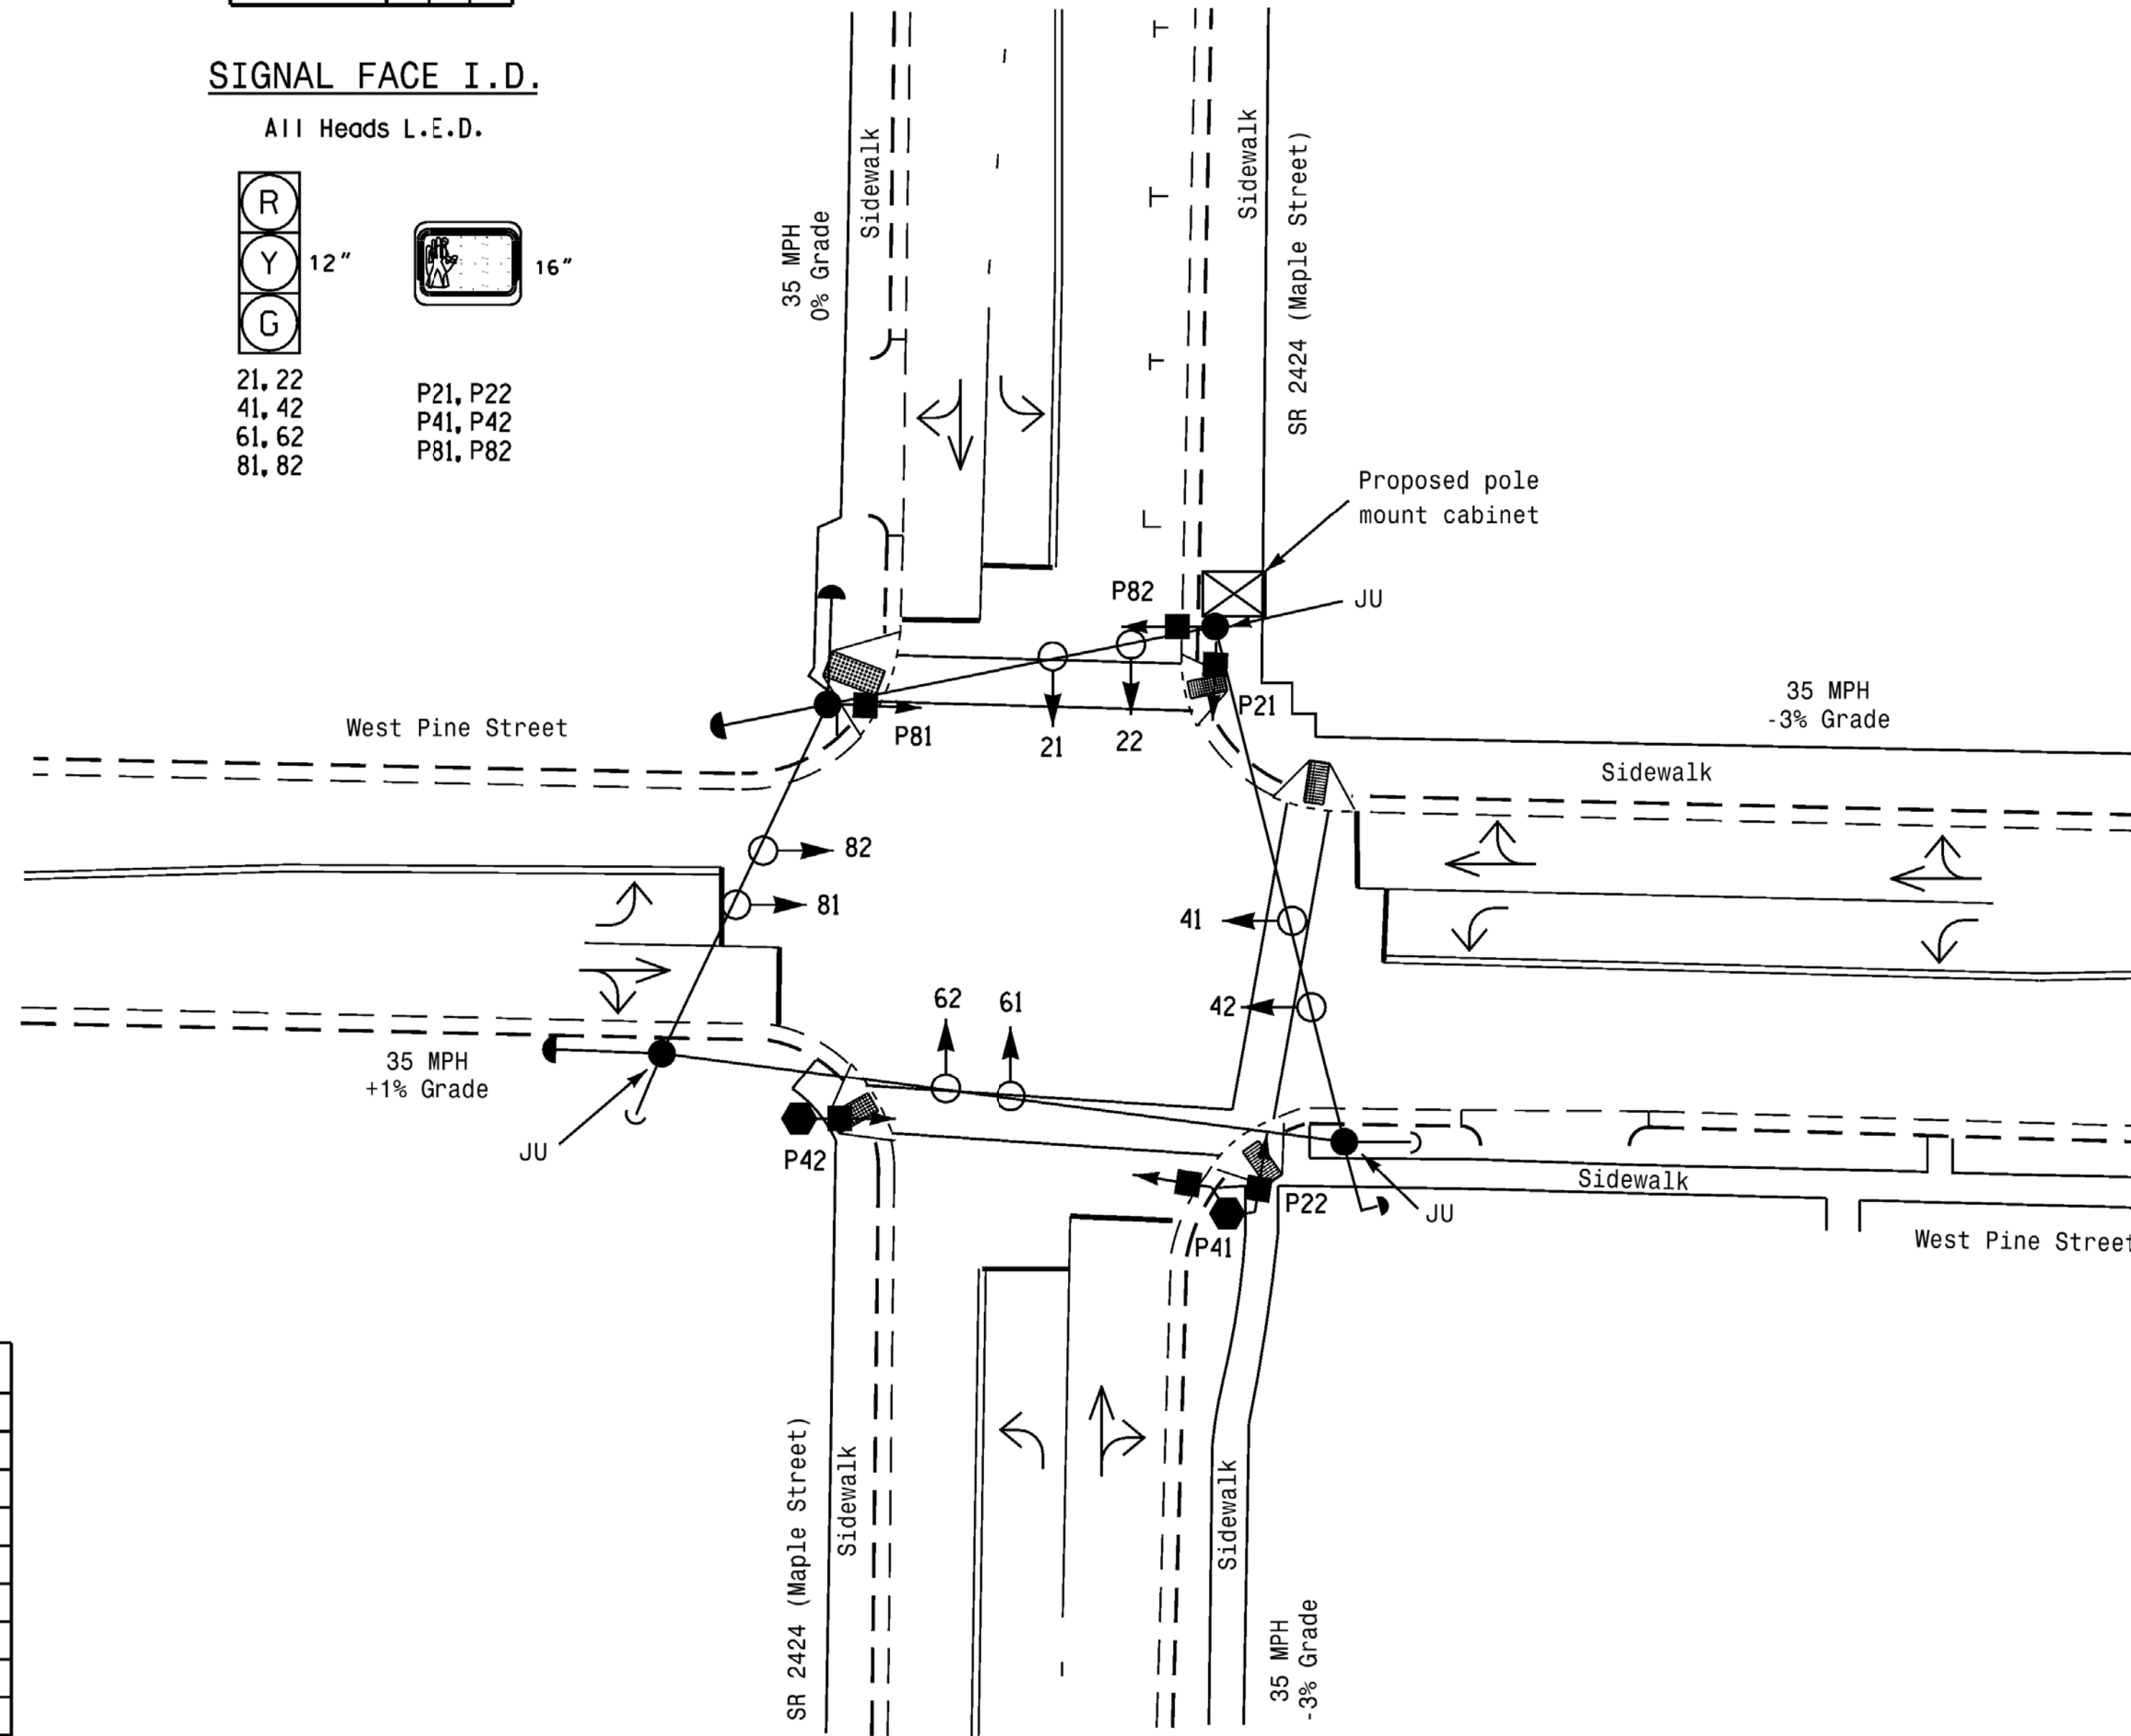 SIGNAL FACE I.D.
All Heads L.E.D.
R
Y
G
12"
16"
21, 22
41, 42
61, 62
81, 82
P21, P22
P41, P42
P81, P82
35 MPH
0% Grade
Sidewalk
Sidewalk
SR 2424 (Maple Street)
Proposed pole
mount cabinet
P82
JU
P21
P81
21
22
West Pine Street
35 MPH
-3% Grade
Sidewalk
82
81
41
42
62
61
35 MPH
+1% Grade
JU
P42
P22
P41
JU
Sidewalk
West Pine Street
SR 2424 (Maple Street)
Sidewalk
Sidewalk
35 MPH
-3% Grade